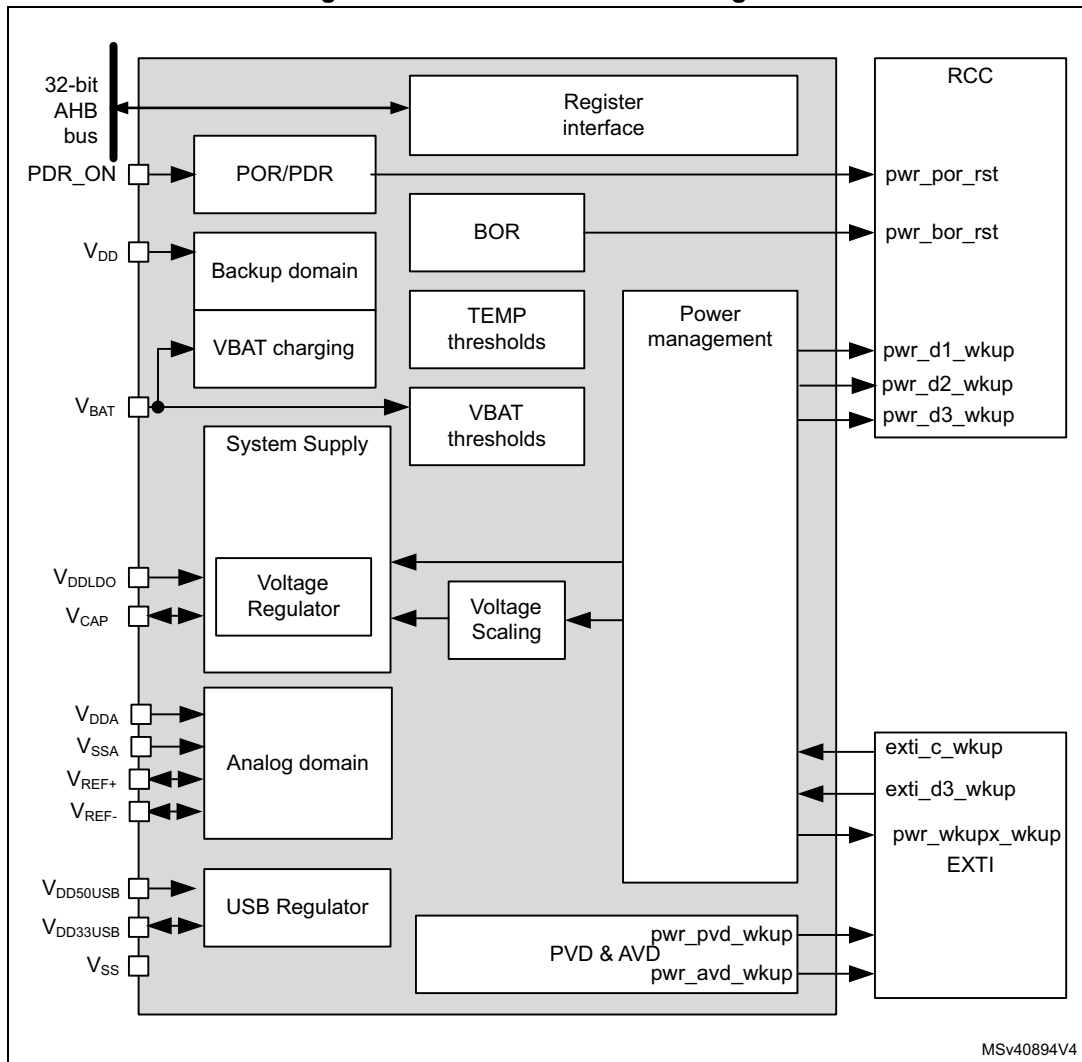 32-bit
AHB
bus
Register
interface
RCC
PDR_ON
POR/PDR
pwr_por_rst
BOR
pwr_bor_rst
VDD
Backup domain
TEMP
thresholds
Power
management
VBAT charging
pwr_d1_wkup
pwr_d2_wkup
pwr_d3_wkup
VBAT
VBAT
thresholds
System Supply
VDDLDO
Voltage
Regulator
VCAP
Voltage
Scaling
VDDA
VSSA
VREF+
VREF-
Analog domain
exti_c_wkup
exti_d3_wkup
pwr_wkupx_wkup
EXTI
VDD50USB
VDD33USB
USB Regulator
VSS
PVD & AVD
pwr_pvd_wkup
pwr_avd_wkup
MSv40894V4